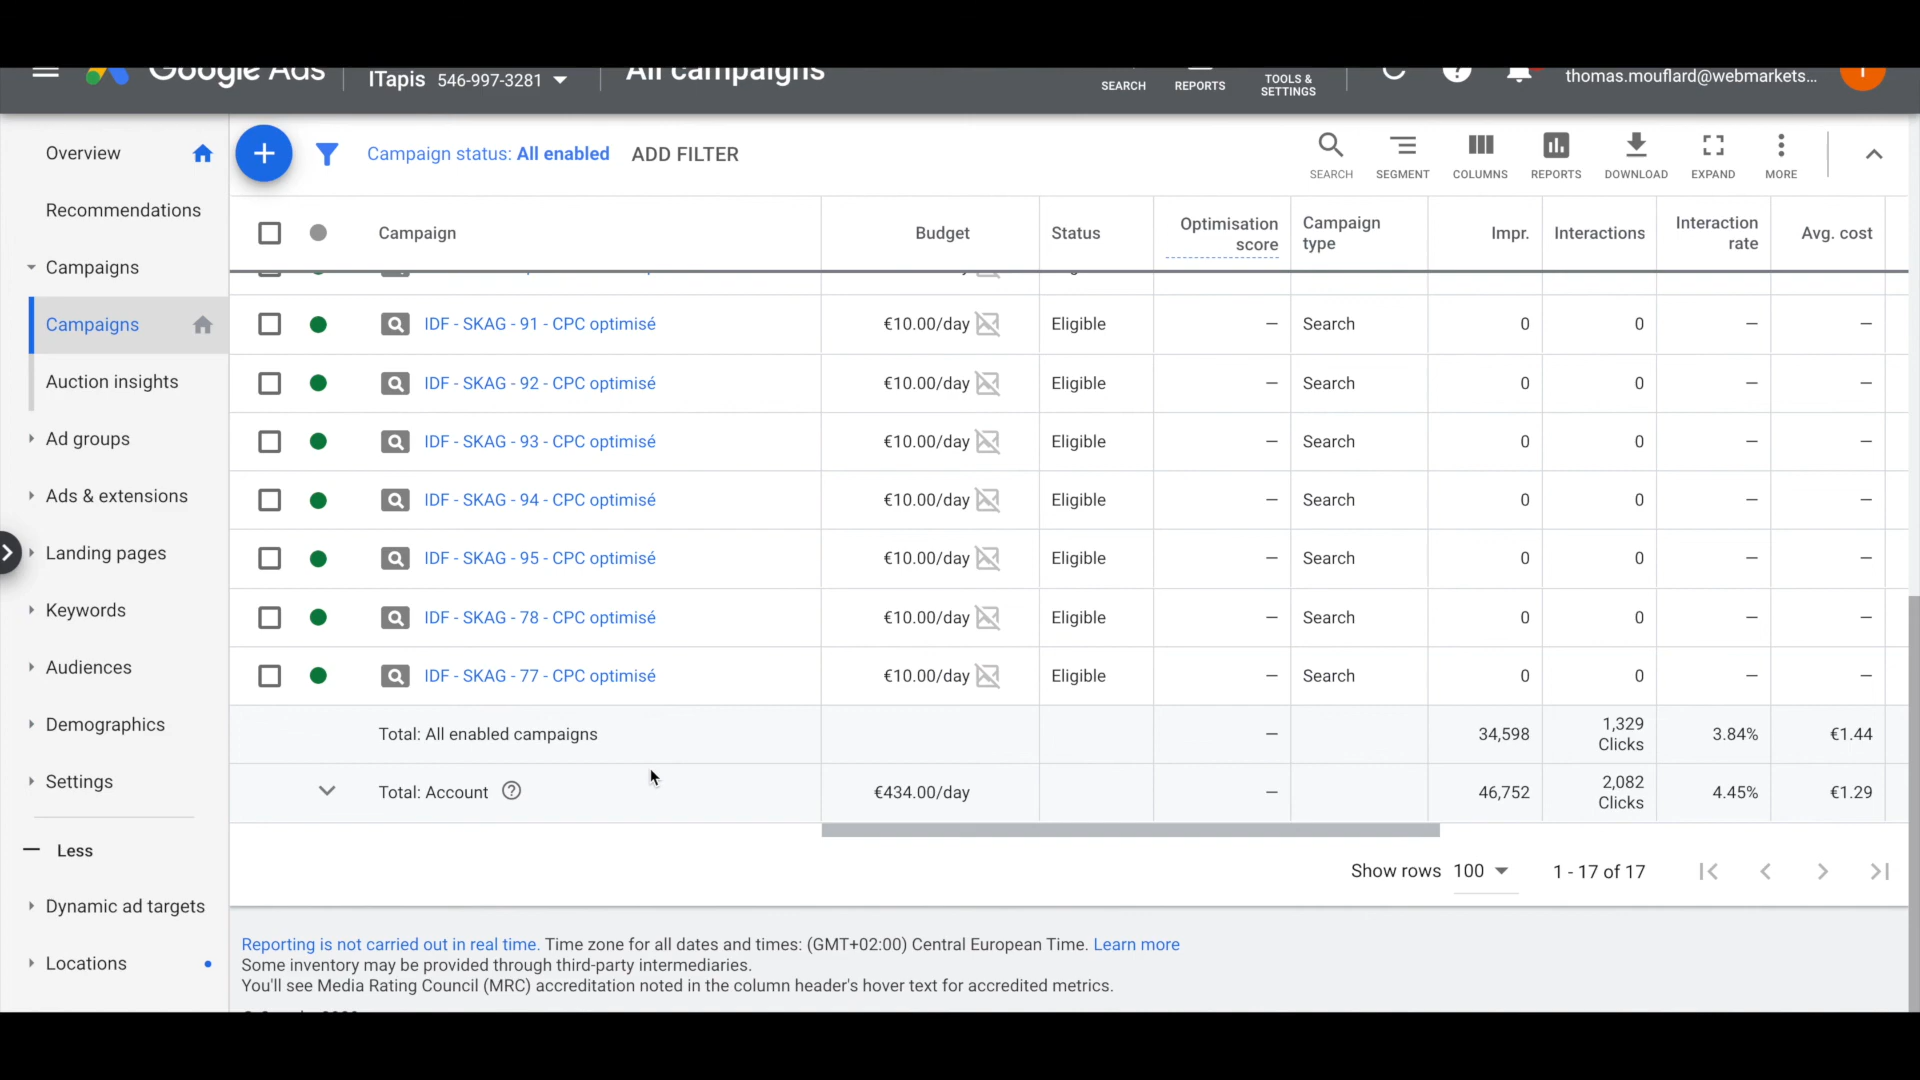 Google Ads
ITapis 546-997-3281
All campaigns
SEARCH
REPORTS
TOOLS &
SETTINGS
thomas.mouflard@webmarkets...
Overview
Recommendations
Campaigns
Campaigns
Auction insights
Ad groups
Ads & extensions
Landing pages
Keywords
Audiences
Demographics
Settings
Less
Dynamic ad targets
Locations
Campaign status: All enabled ADD FILTER
SEARCH
SEGMENT
COLUMNS
REPORTS
DOWNLOAD
EXPAND
MORE
Campaign Budget Status Optimisation score Campaign type Impr. Interactions Interaction rate Avg. cost
IDF - SKAG - 91 - CPC optimisé €10.00/day Eligible — Search 0 0 — —
IDF - SKAG - 92 - CPC optimisé €10.00/day Eligible — Search 0 0 — —
IDF - SKAG - 93 - CPC optimisé €10.00/day Eligible — Search 0 0 — —
IDF - SKAG - 94 - CPC optimisé €10.00/day Eligible — Search 0 0 — —
IDF - SKAG - 95 - CPC optimisé €10.00/day Eligible — Search 0 0 — —
IDF - SKAG - 78 - CPC optimisé €10.00/day Eligible — Search 0 0 — —
IDF - SKAG - 77 - CPC optimisé €10.00/day Eligible — Search 0 0 — —
Total: All enabled campaigns — 34,598 1,329 Clicks 3.84% €1.44
Total: Account €434.00/day — 46,752 2,082 Clicks 4.45% €1.29
Show rows 100 1 - 17 of 17
Reporting is not carried out in real time. Time zone for all dates and times: (GMT+02:00) Central European Time. Learn more
Some inventory may be provided through third-party intermediaries.
You'll see Media Rating Council (MRC) accreditation noted in the column header's hover text for accredited metrics.